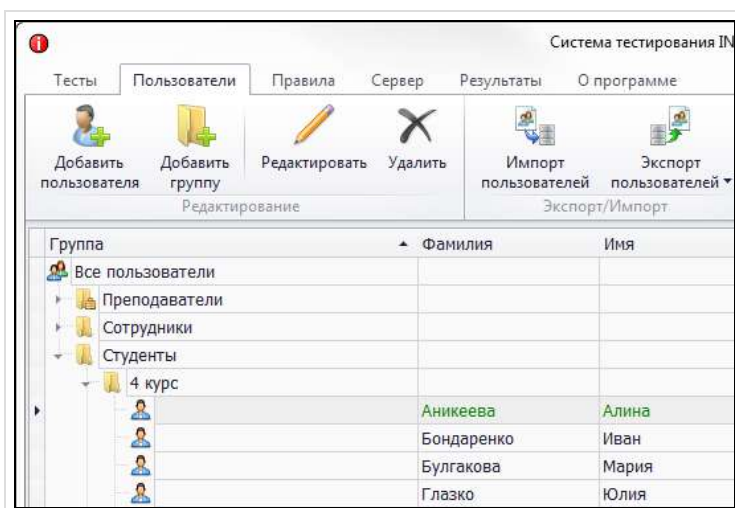 Система тестирования IN
Тесты Пользователи Правила Сервер Результаты О программе
Добавить пользователя Добавить группу Редактировать Удалить Импорт пользователей Экспорт пользователей
Редактирование Экспорт/Импорт
Группа Фамилия Имя
Все пользователи
Преподаватели
Сотрудники
Студенты
4 курс
Аникеева Алина
Бондаренко Иван
Булгакова Мария
Глазко Юлия